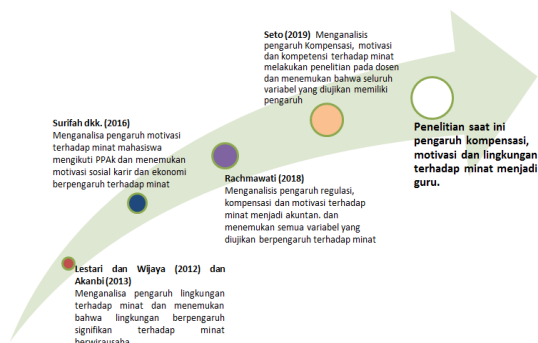 Seto (2019) Menganalisis
pengaruh Kompensasi, motivasi
dan kompetensi terhadap minat
melakukan penelitian pada dosen
dan menemukan bahwa seluruh
variabel yang diujikan memiliki
pengaruh
Surifah dkk. (2016)
Menganalisa pengaruh motivasi
terhadap minat mahasiswa
mengikuti PPAk dan menemukan
motivasi sosial karir dan ekonomi
berpengaruh terhadap minat
Penelitian saat ini
pengaruh kompensasi,
motivasi dan lingkungan
terhadap minat menjadi
guru.
Rachmawati (2018)
Menganalisis pengaruh regulasi,
kompensasi dan motivasi terhadap
minat menjadi akuntan. dan
menemukan semua variabel yang
diujikan berpengaruh terhadap minat
Lestari dan Wijaya (2012) dan
Akanbi (2013)
Menganalisa pengaruh lingkungan
terhadap minat dan menemukan
bahwa lingkungan berpengaruh
signifikan terhadap minat
berwirausaha